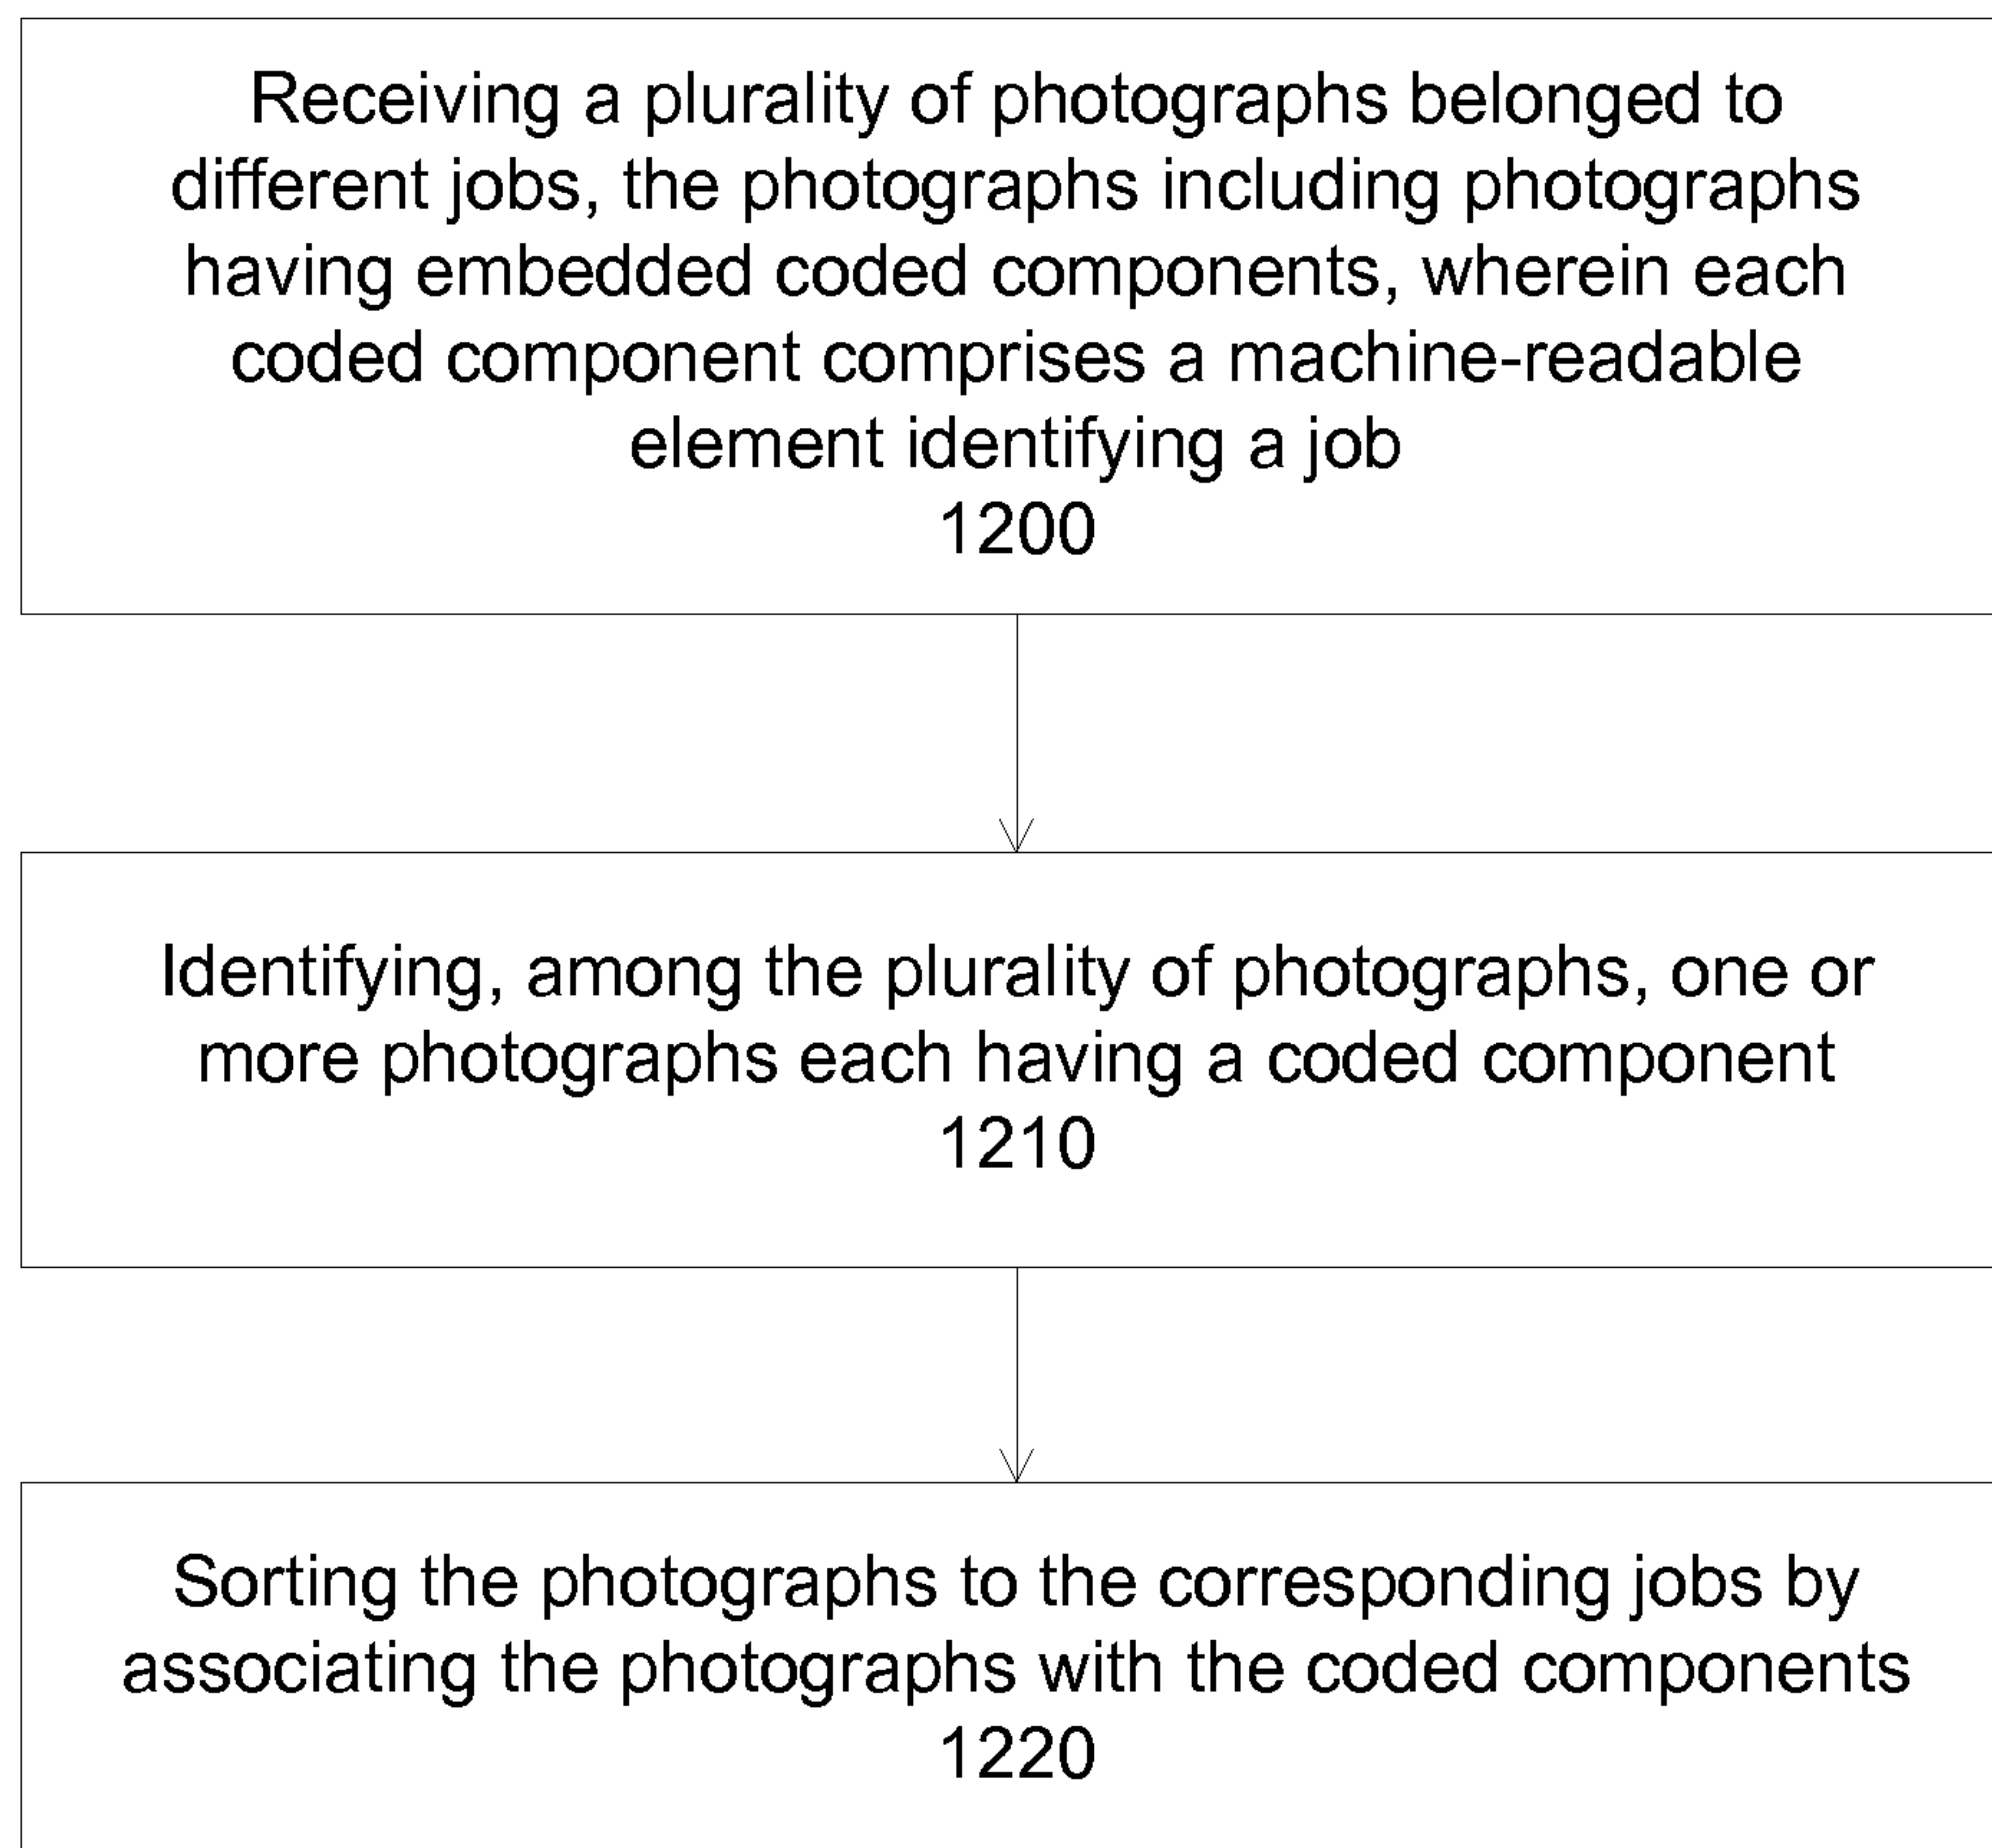 Receiving a plurality of photographs belonged to
different jobs, the photographs including photographs
having embedded coded components, wherein each
coded component comprises a machine-readable
element identifying a job
1200
Identifying, among the plurality of photographs, one or
more photographs each having a coded component
1210
Sorting the photographs to the corresponding jobs by
associating the photographs with the coded components
1220